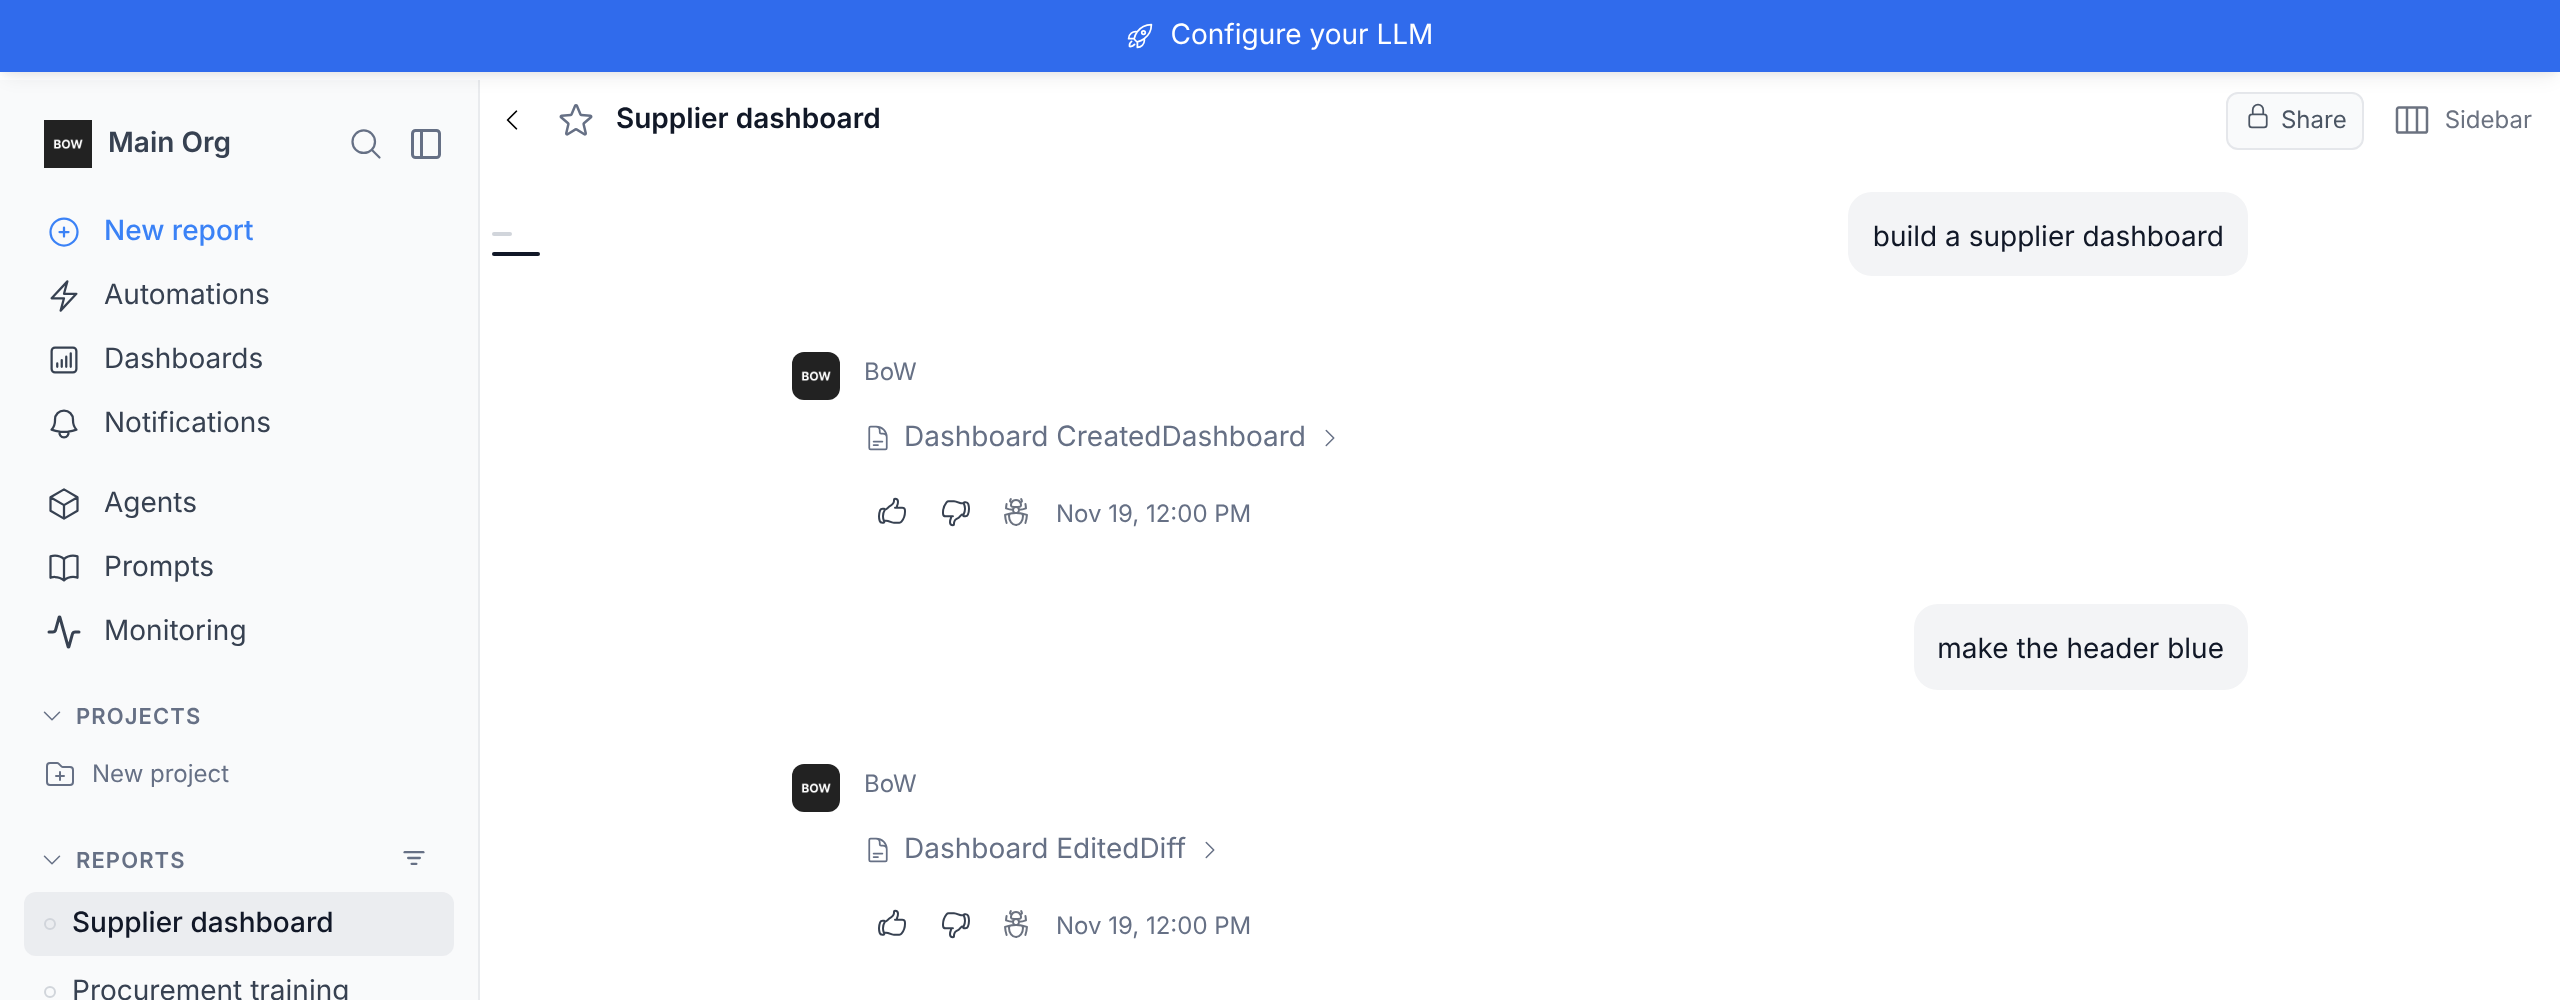 Configure your LLM
BOW
Main Org
New report
Automations
Dashboards
Notifications
Agents
Prompts
Monitoring
PROJECTS
New project
REPORTS
Supplier dashboard
Procurement training
Supplier dashboard
Share
Sidebar
build a supplier dashboard
BOW
BoW
Dashboard CreatedDashboard
Nov 19, 12:00 PM
make the header blue
BOW
BoW
Dashboard EditedDiff
Nov 19, 12:00 PM